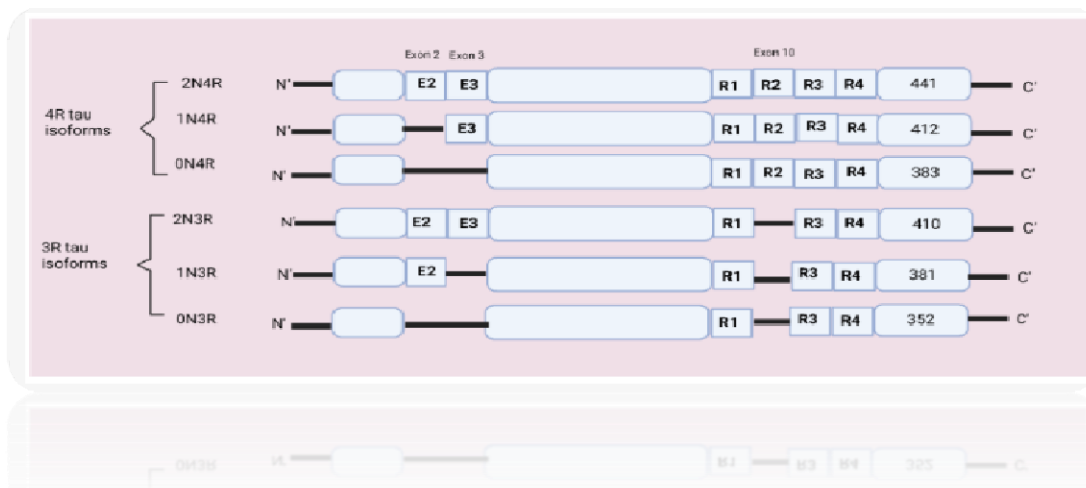 Exon 2 Exon 3 Exon 10
2N4R N' E2 E3 R1 R2 R3 R4 441 C'
4R tau
isoforms
1N4R N' E3 R1 R2 R3 R4 412 C'
0N4R N' R1 R2 R3 R4 383 C'
2N3R N' E2 E3 R1 R3 R4 410 C'
3R tau
isoforms
1N3R N' E2 R1 R3 R4 381 C'
0N3R N' R1 R3 R4 352 C'